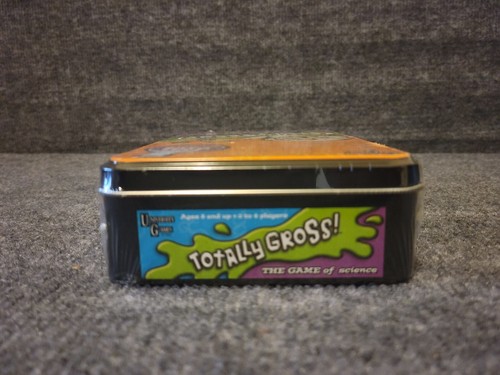 University
Games
Ages 8 and up • 2 to 4 players
TOTALLY GROSS!
THE GAME of science